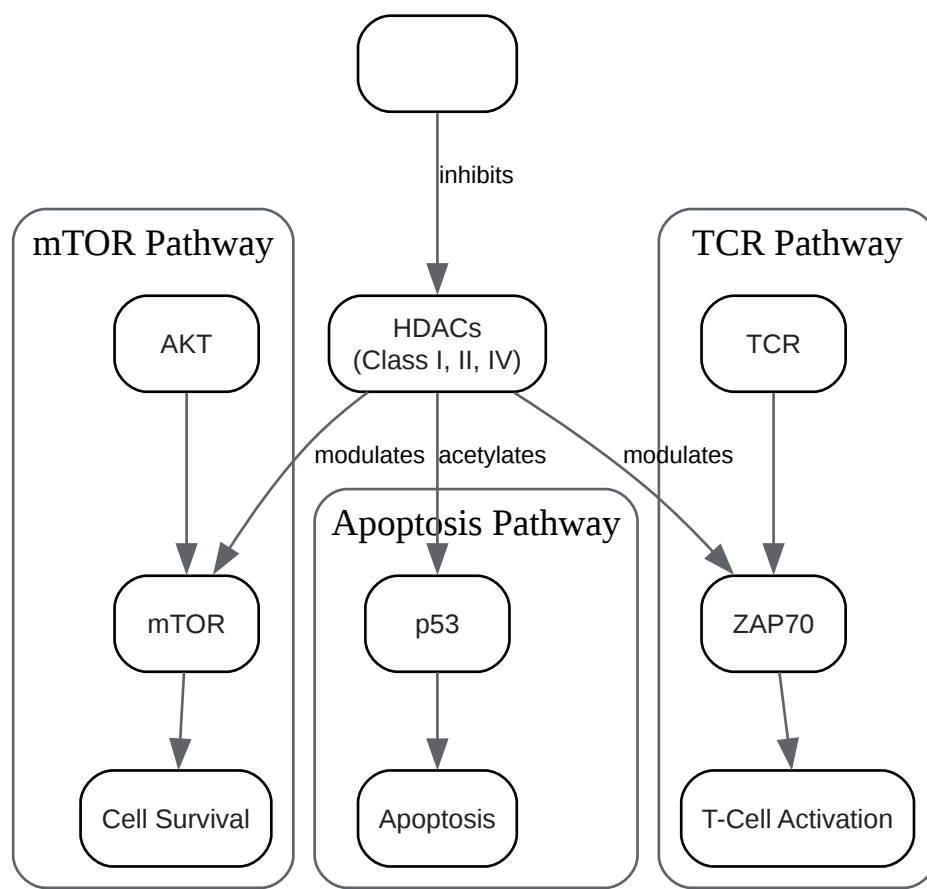 inhibits
mTOR Pathway
TCR Pathway
AKT
HDACs
(Class I, II, IV)
TCR
modulates
acetylates
modulates
Apoptosis Pathway
mTOR
p53
ZAP70
Cell Survival
Apoptosis
T-Cell Activation